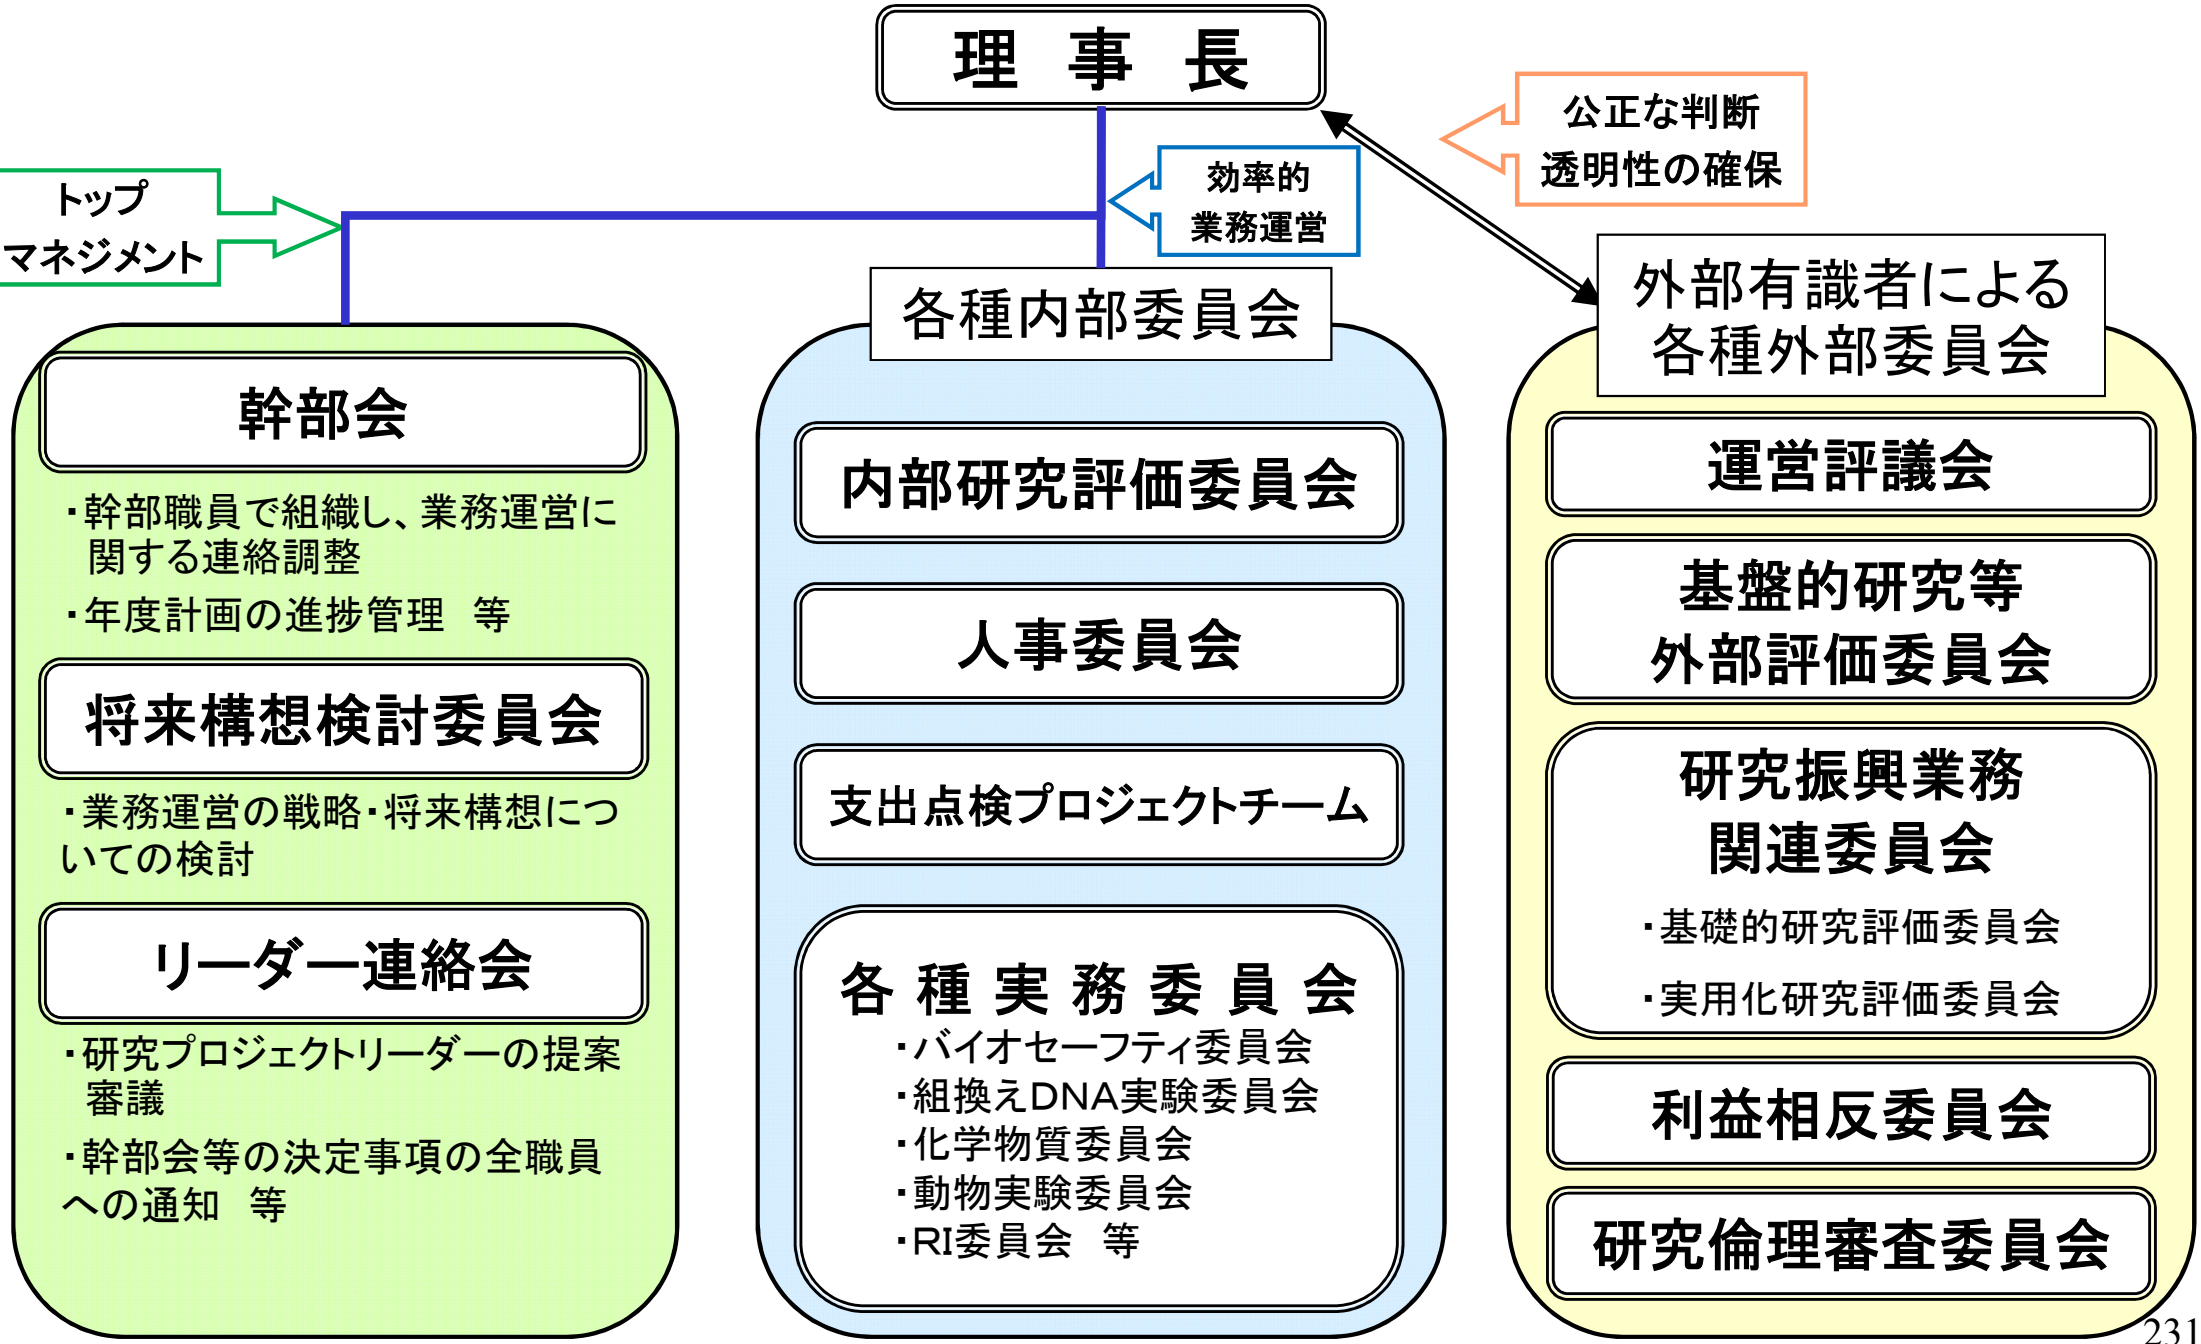 理 事 長
公正な判断
透明性の確保
効率的
業務運営
トップ
マネジメント
幹部会
・幹部職員で組織し、業務運営に
関する連絡調整
・年度計画の進捗管理　等
将来構想検討委員会
・業務運営の戦略・将来構想につ
いての検討
リーダー連絡会
・研究プロジェクトリーダーの提案
審議
・幹部会等の決定事項の全職員
への通知　等
各種内部委員会
内部研究評価委員会
人事委員会
支出点検プロジェクトチーム
各 種 実 務 委 員 会
・バイオセーフティ委員会
・組換えDNA実験委員会
・化学物質委員会
・動物実験委員会
・RI委員会　等
外部有識者による
各種外部委員会
運営評議会
基盤的研究等
外部評価委員会
研究振興業務
関連委員会
・基礎的研究評価委員会
・実用化研究評価委員会
利益相反委員会
研究倫理審査委員会
231